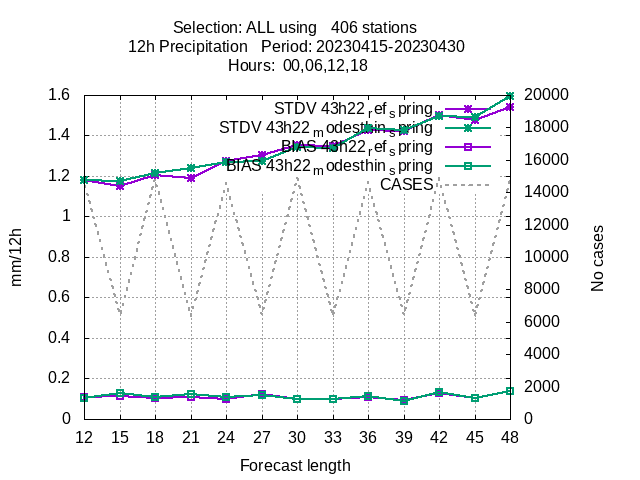 Selection: ALL using 406 stations
12h Precipitation Period: 20230415-20230430
Hours: 00,06,12,18
STDV 43h22_ref_spring
STDV 43h22_modesthin_spring
BIAS 43h22_ref_spring
BIAS 43h22_modesthin_spring
CASES
1.6
1.4
1.2
1
0.8
0.6
0.4
0.2
0
mm/12h
20000
18000
16000
14000
12000
10000
8000
6000
4000
2000
0
No cases
12 15 18 21 24 27 30 33 36 39 42 45 48
Forecast length